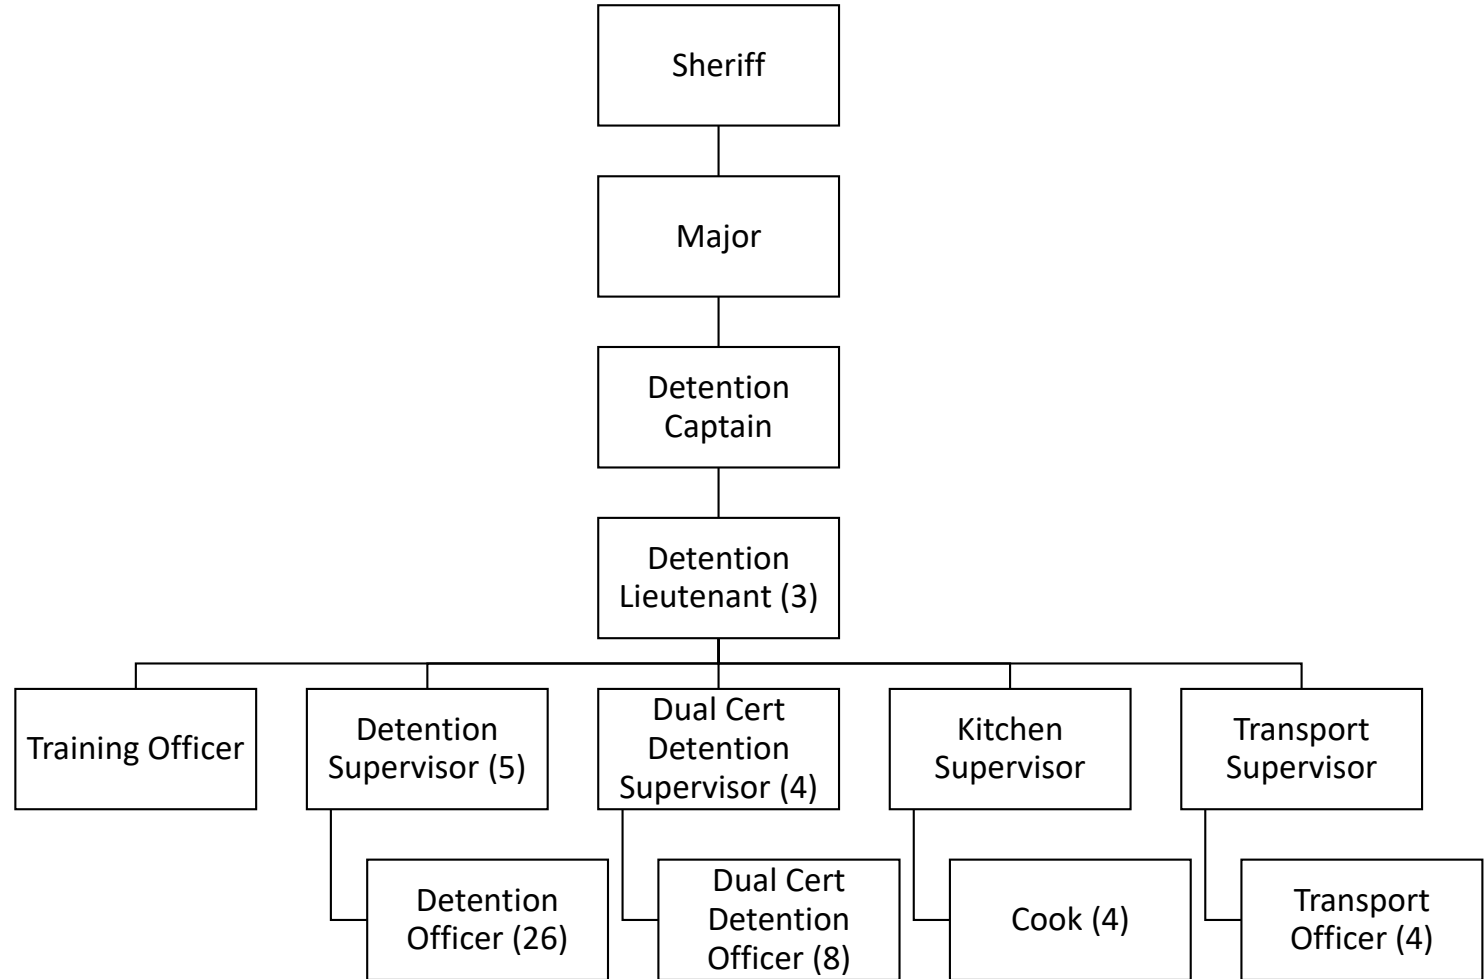 Sheriff
Major
Detention
Captain
Detention
Lieutenant (3)
Training Officer
Detention
Supervisor (5)
Dual Cert
Detention
Supervisor (4)
Kitchen
Supervisor
Transport
Supervisor
Detention
Officer (26)
Dual Cert
Detention
Officer (8)
Cook (4)
Transport
Officer (4)